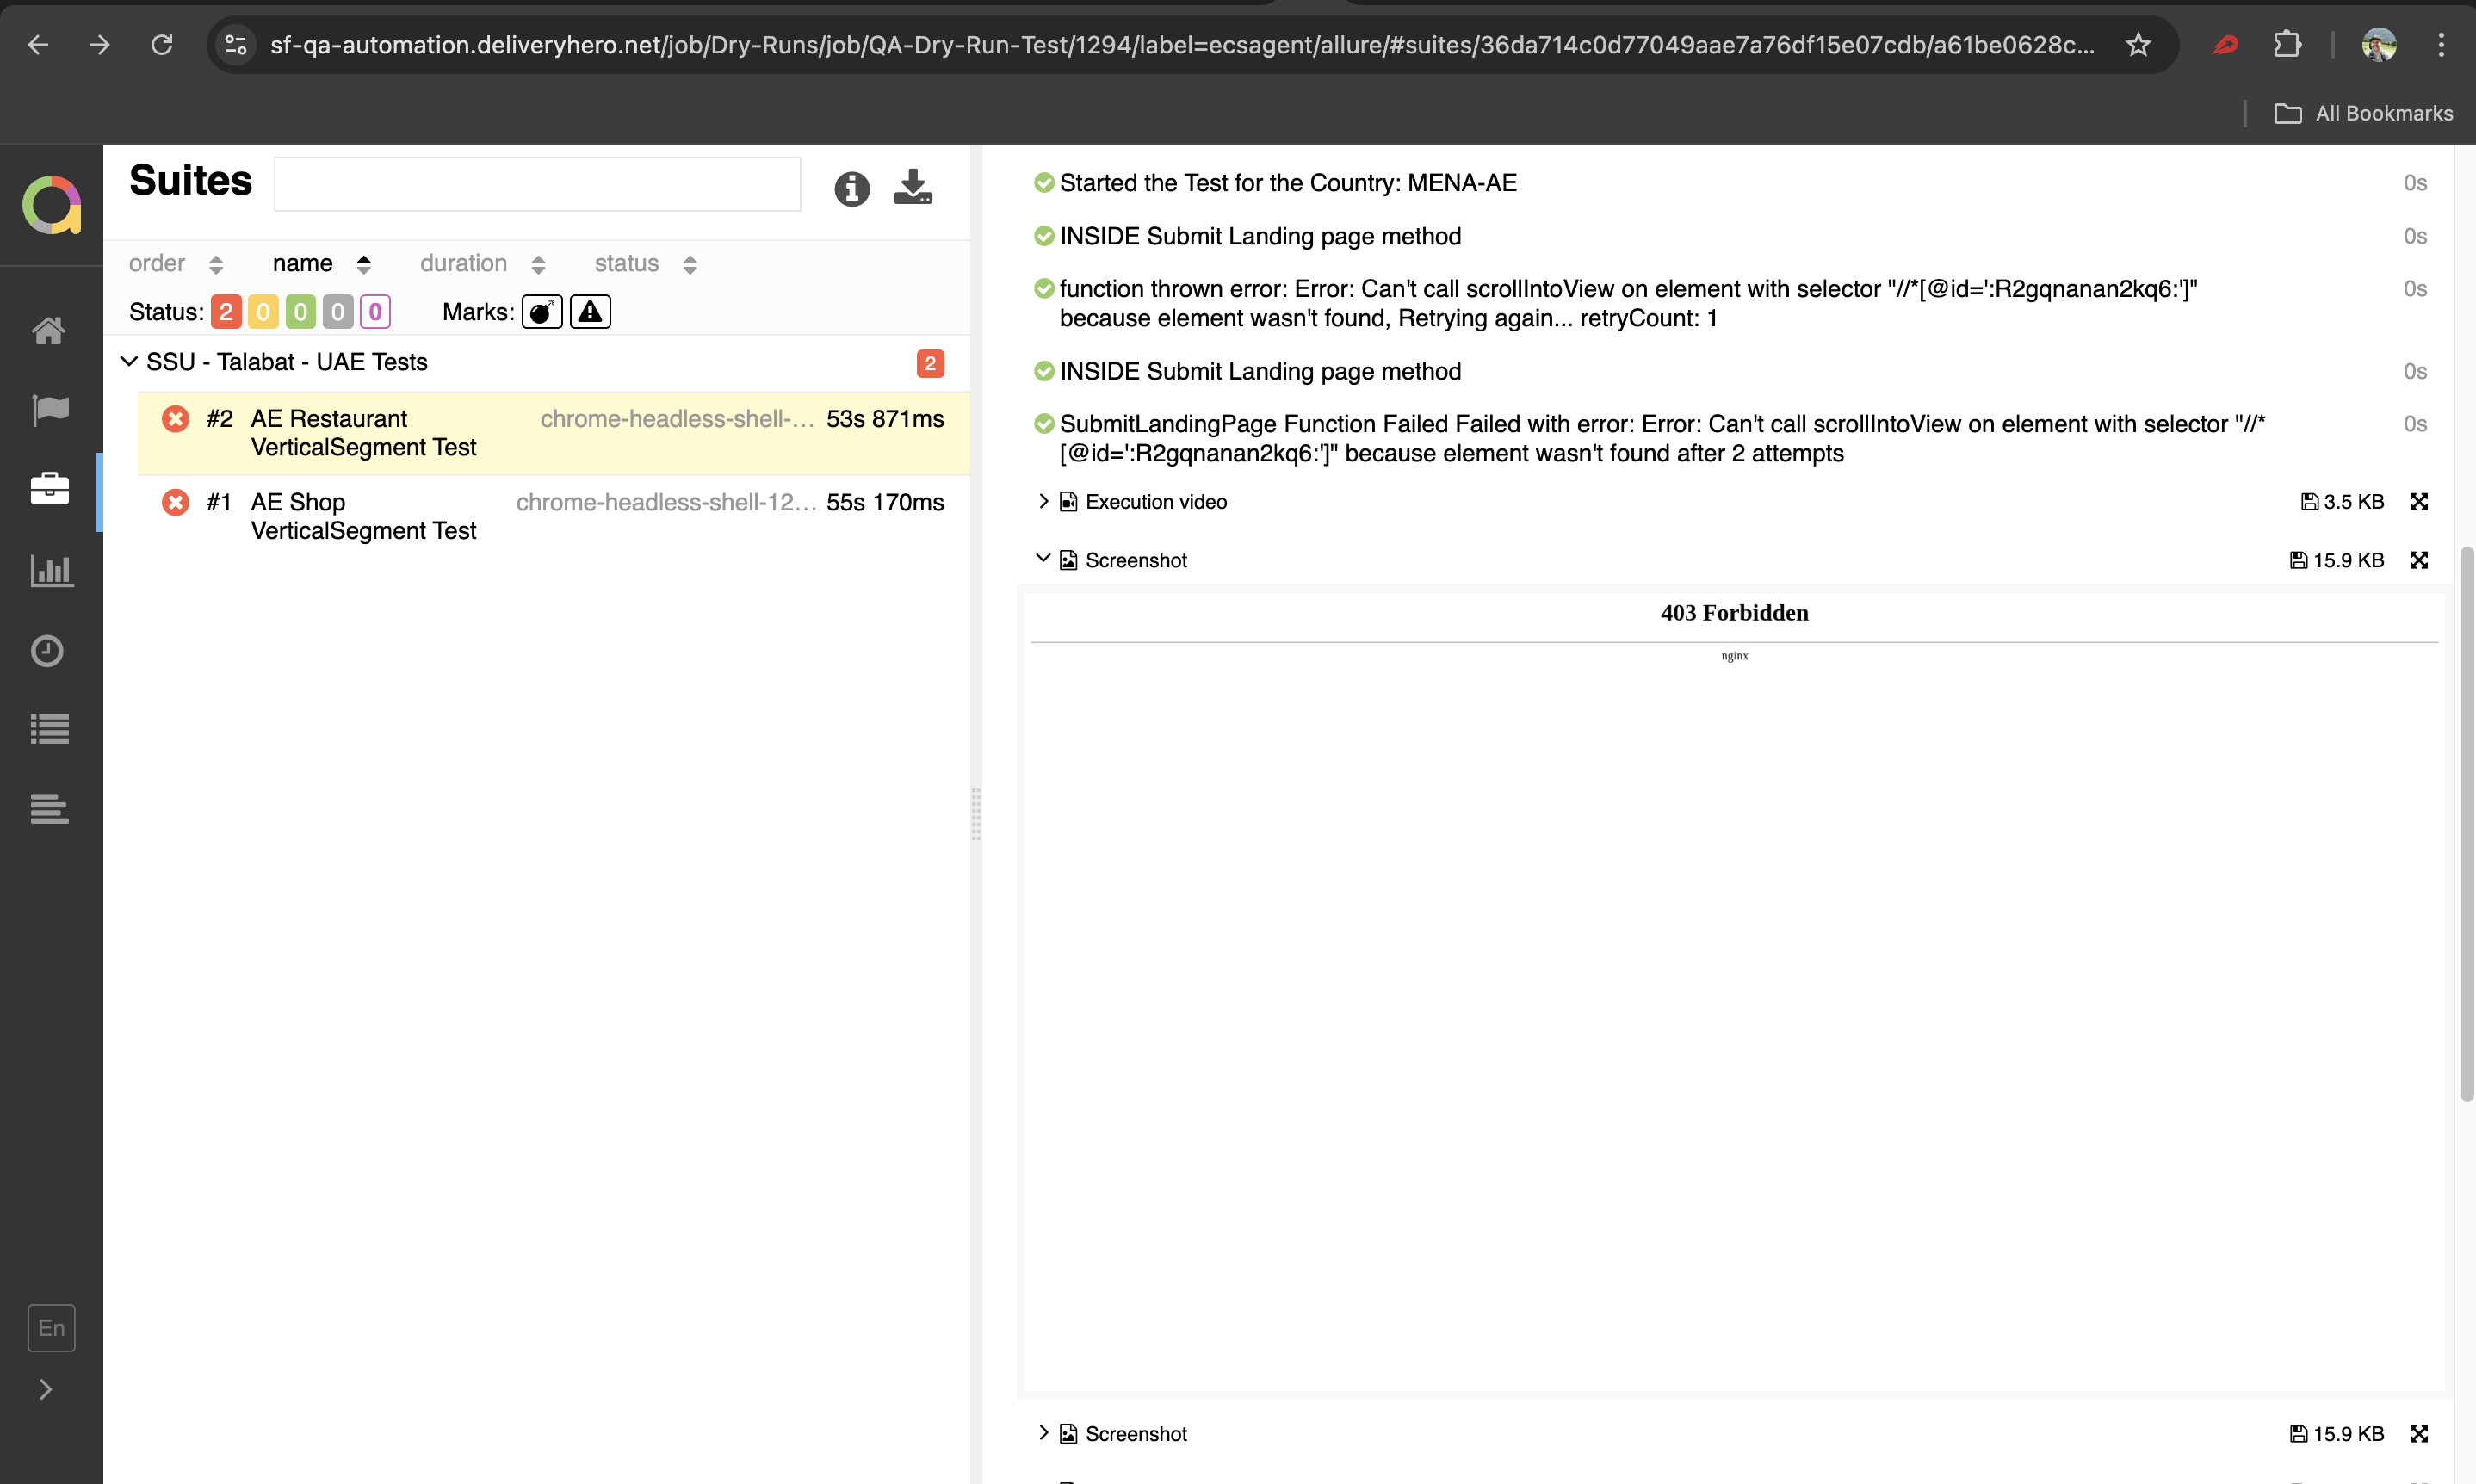 sf-qa-automation.deliveryhero.net/job/Dry-Runs/job/QA-Dry-Run-Test/1294/label=ecsagent/allure/#suites/36da714c0d77049aae7a76df15e07cdb/a61be0628c...
All Bookmarks
Suites
order name duration status
Status: 2 0 0 0 0 Marks:
SSU - Talabat - UAE Tests 2
#2 AE Restaurant chrome-headless-shell-... 53s 871ms
VerticalSegment Test
#1 AE Shop chrome-headless-shell-12... 55s 170ms
VerticalSegment Test
En
Started the Test for the Country: MENA-AE 0s
INSIDE Submit Landing page method 0s
function thrown error: Error: Can't call scrollIntoView on element with selector "//*[@id=':R2gqnanan2kq6:']" 0s
because element wasn't found, Retrying again... retryCount: 1
INSIDE Submit Landing page method 0s
SubmitLandingPage Function Failed Failed with error: Error: Can't call scrollIntoView on element with selector "//* 0s
[@id=':R2gqnanan2kq6:']" because element wasn't found after 2 attempts
Execution video 3.5 KB
Screenshot 15.9 KB
403 Forbidden
nginx
Screenshot 15.9 KB